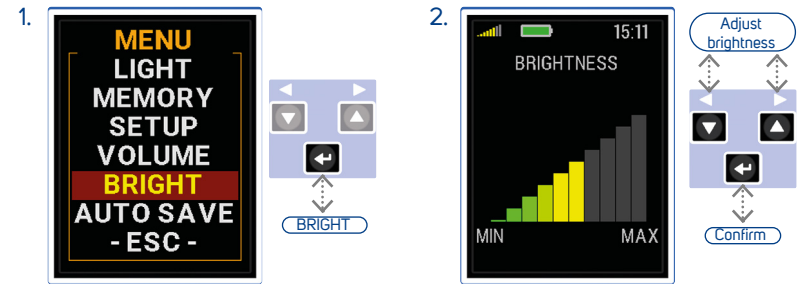 1.
MENU
LIGHT
MEMORY
SETUP
VOLUME
BRIGHT
AUTO SAVE
- ESC -
BRIGHT
2.
15:11
BRIGHTNESS
MIN MAX
Adjust
brightness
Confirm